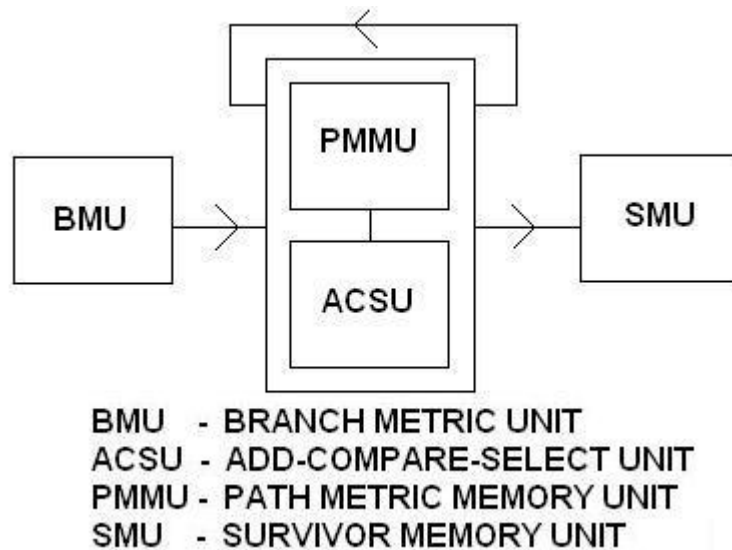 PMMU
BMU
SMU
ACSU
BMU - BRANCH METRIC UNIT
ACSU - ADD-COMPARE-SELECT UNIT
PMMU - PATH METRIC MEMORY UNIT
SMU - SURVIVOR MEMORY UNIT